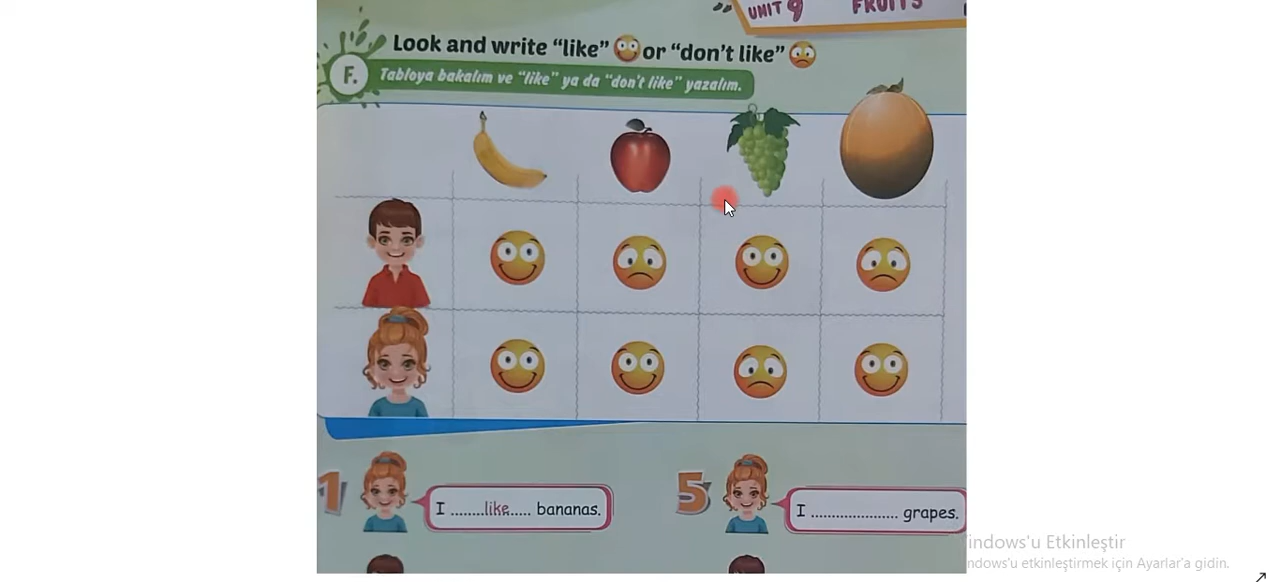 UNIT 9 FRUITS
Look and write “like” or “don’t like”
F.
Tabloya bakalım ve “like” ya da “don’t like” yazalım.
1
I ........like..... bananas.
5
I ..................... grapes.
indows'u Etkinleştir
ndows'u etkinleştirmek için Ayarlar'a gidin.